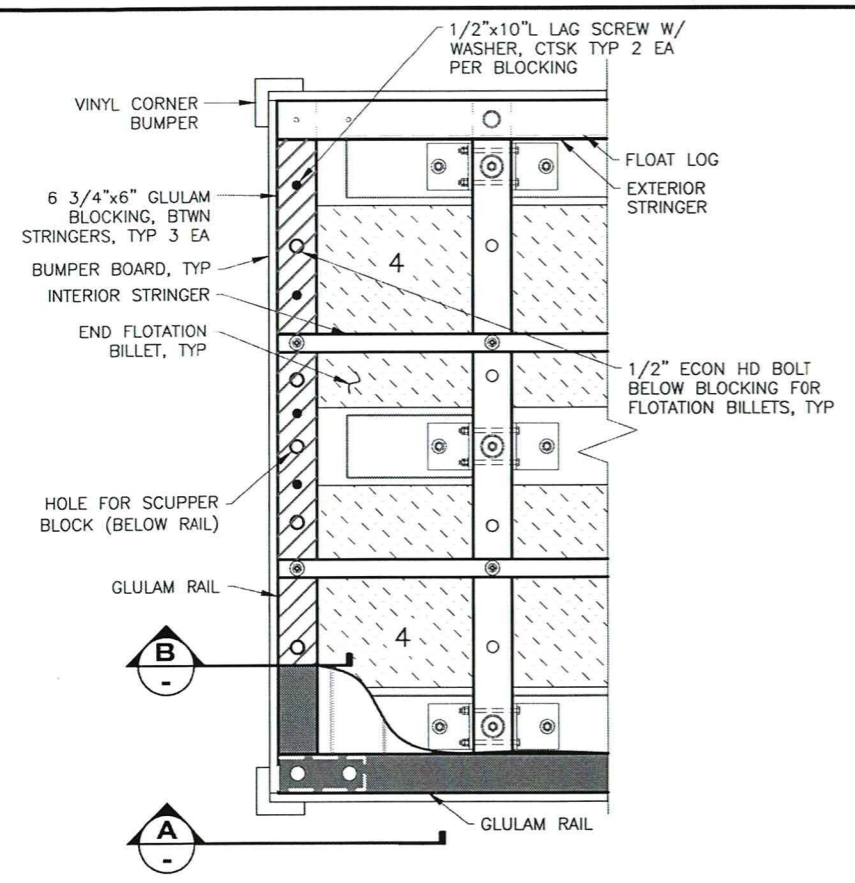 1/2"x10"L LAG SCREW W/
WASHER, CTSK TYP 2 EA
PER BLOCKING
VINYL CORNER
BUMPER
FLOAT LOG
EXTERIOR
STRINGER
6 3/4"x6" GLULAM
BLOCKING, BTWN
STRINGERS, TYP 3 EA
BUMPER BOARD, TYP
INTERIOR STRINGER
END FLOTATION
BILLET, TYP
4
1/2" ECON HD BOLT
BELOW BLOCKING FOR
FLOTATION BILLETS, TYP
HOLE FOR SCUPPER
BLOCK (BELOW RAIL)
GLULAM RAIL
4
B
-
A
-
GLULAM RAIL